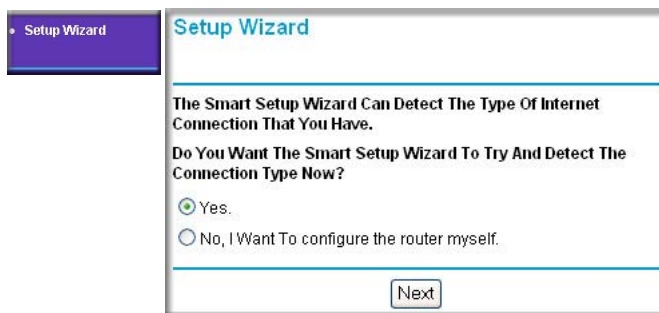 Setup Wizard
Setup Wizard
The Smart Setup Wizard Can Detect The Type Of Internet
Connection That You Have.
Do You Want The Smart Setup Wizard To Try And Detect The
Connection Type Now?
Yes.
No, I Want To configure the router myself.
Next